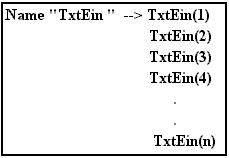 Name "TxtEin " --> TxtEin(1)
TxtEin(2)
TxtEin(3)
TxtEin(4)
.
.
TxtEin(n)